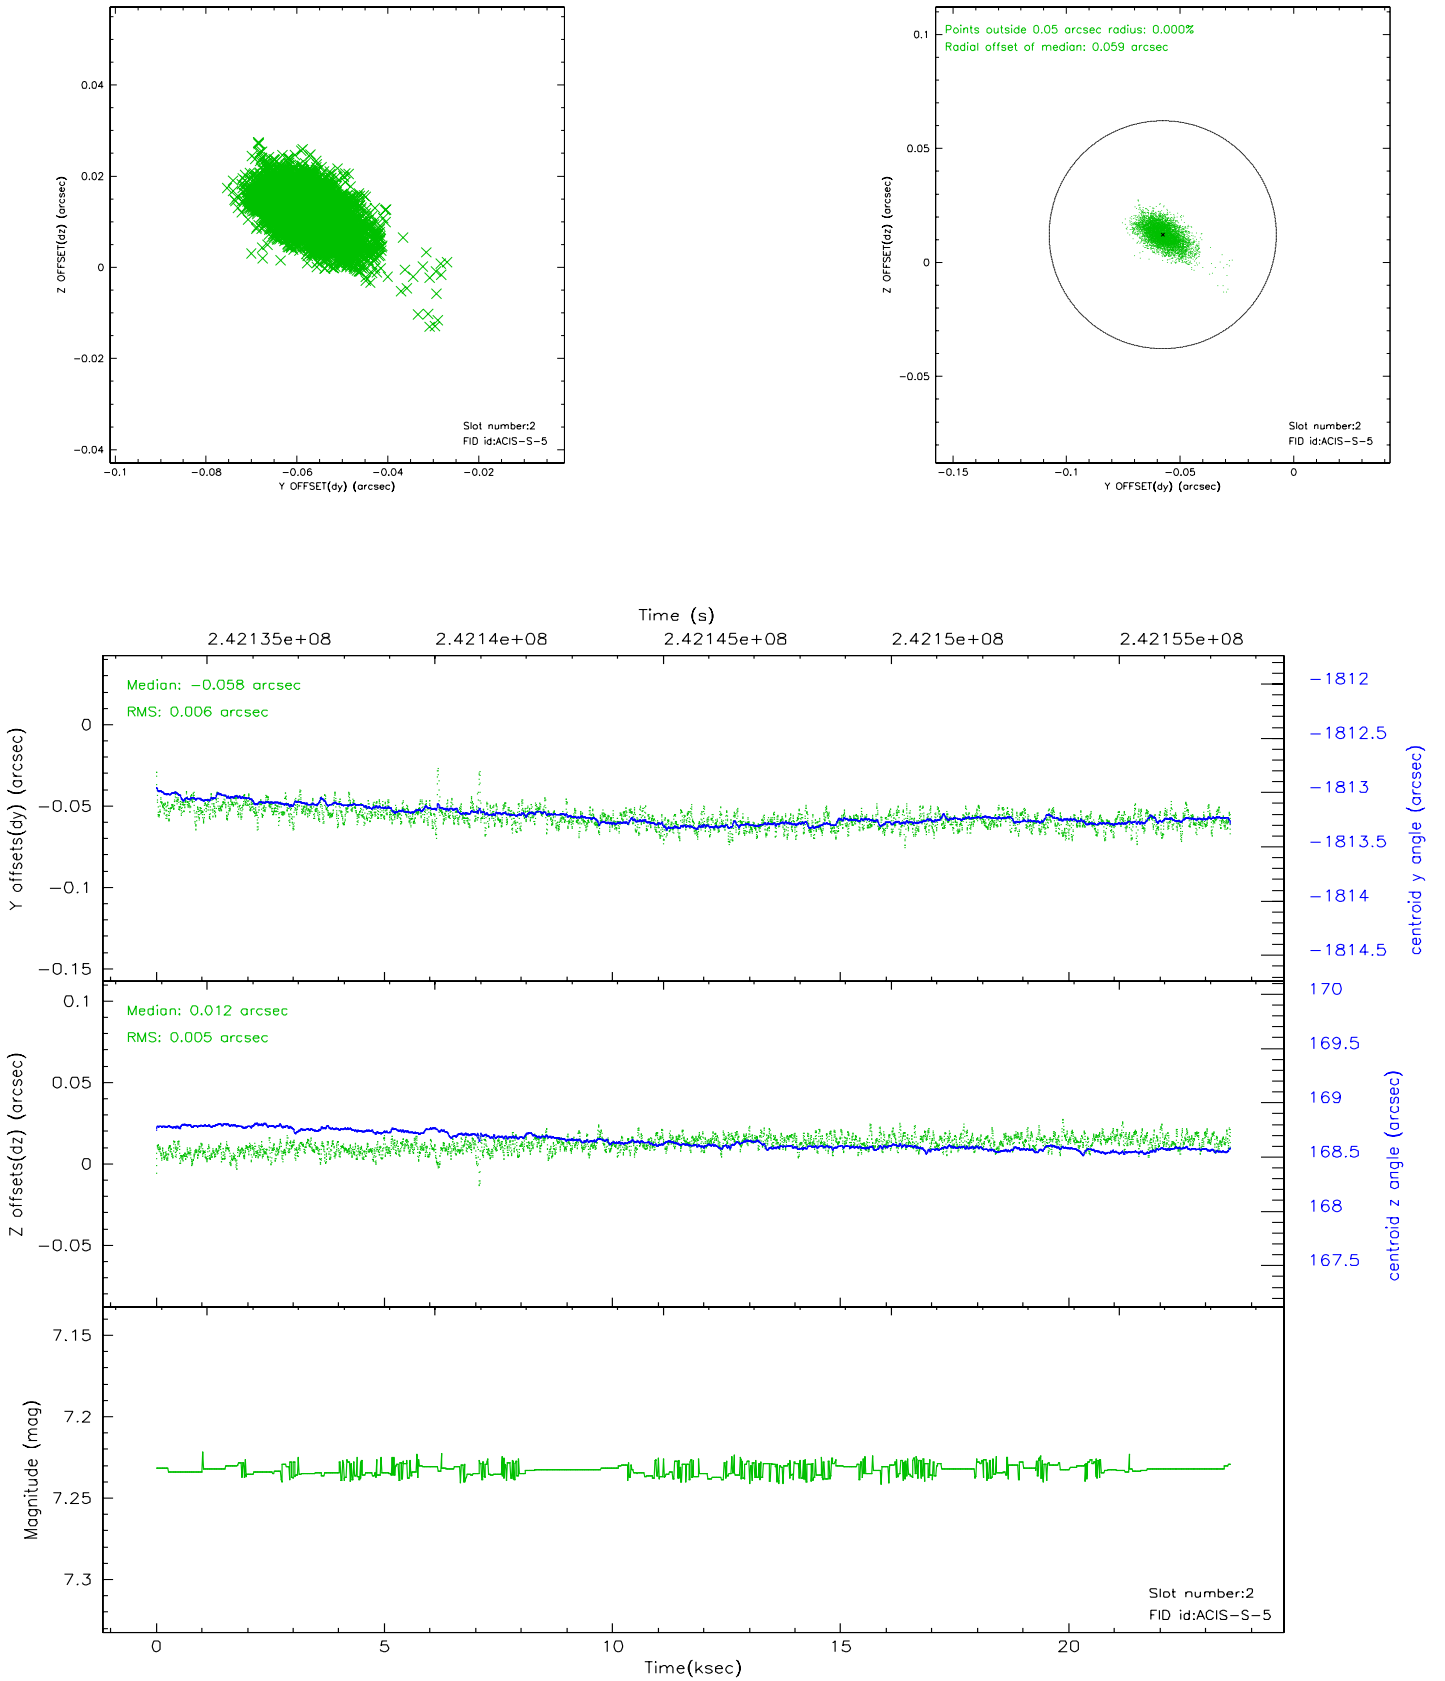 0.04
0.02
0
−0.02
−0.04
Z OFFSET(dz) (arcsec)
Slot number:2
FID id:ACIS−S−5
−0.1
−0.08
−0.06
−0.04
−0.02
Y OFFSET(dy) (arcsec)
Points outside 0.05 arcsec radius: 0.000%
Radial offset of median: 0.059 arcsec
0.1
0.05
0
−0.05
Z OFFSET(dz) (arcsec)
Slot number:2
FID id:ACIS−S−5
−0.15
−0.1
−0.05
0
Y OFFSET(dy) (arcsec)
Time (s)
2.42135e+08
2.4214e+08
2.42145e+08
2.4215e+08
2.42155e+08
Median: −0.058 arcsec
RMS: 0.006 arcsec
0
−0.05
−0.1
−0.15
Y offsets(dy) (arcsec)
−1812
−1812.5
−1813
−1813.5
−1814
−1814.5
centroid y angle (arcsec)
Median: 0.012 arcsec
RMS: 0.005 arcsec
0.1
0.05
0
−0.05
Z offsets(dz) (arcsec)
170
169.5
169
168.5
168
167.5
centroid z angle (arcsec)
7.15
7.2
7.25
7.3
Magnitude (mag)
Slot number:2
FID id:ACIS−S−5
0
5
10
15
20
Time(ksec)